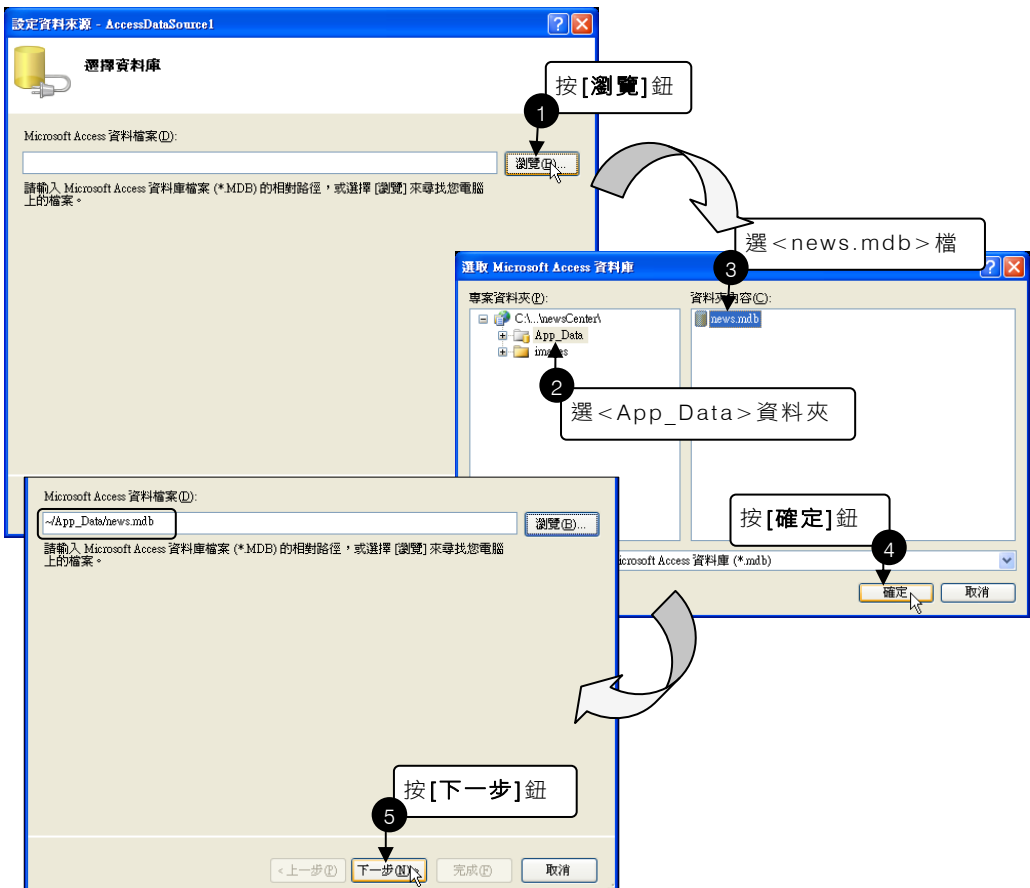 設定資料來源 - AccessDataSource1
選擇資料庫
按[瀏覽]鈕
1
Microsoft Access 資料檔案(D):
瀏覽(B)...
請輸入 Microsoft Access 資料庫檔案 (*.MDB) 的相對路徑，或選擇 [瀏覽] 來尋找您電腦
上的檔案。
選<news.mdb>檔
3
選取 Microsoft Access 資料庫
專案資料夾(P):
資料夾內容(C):
C:\...\newsCenter\
App_Data
images
news.mdb
2
選<App_Data>資料夾
按[確定]鈕
4
Microsoft Access 資料庫 (*.mdb)
確定
取消
Microsoft Access 資料檔案(D):
~/App_Data/news.mdb
瀏覽(B)...
請輸入 Microsoft Access 資料庫檔案 (*.MDB) 的相對路徑，或選擇 [瀏覽] 來尋找您電腦
上的檔案。
按[下一步]鈕
5
<上一步(P)
下一步(N)>
完成(F)
取消